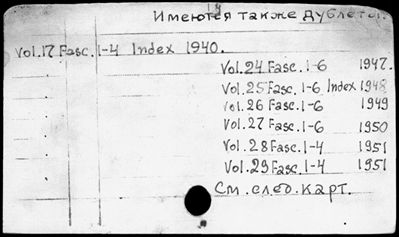 Имеются также дублеты.
Vol.17 Fasc.1-4 Index 1940.
Vol.24 Fasc.1-6 1947.
Vol.25 Fasc.1-6 Index 1948
Vol.26 Fasc.1-6 1949
Vol.27 Fasc.1-6 1950
Vol.28 Fasc.1-4 1951
Vol.29 Fasc.1-4 1951
См.след.карт.